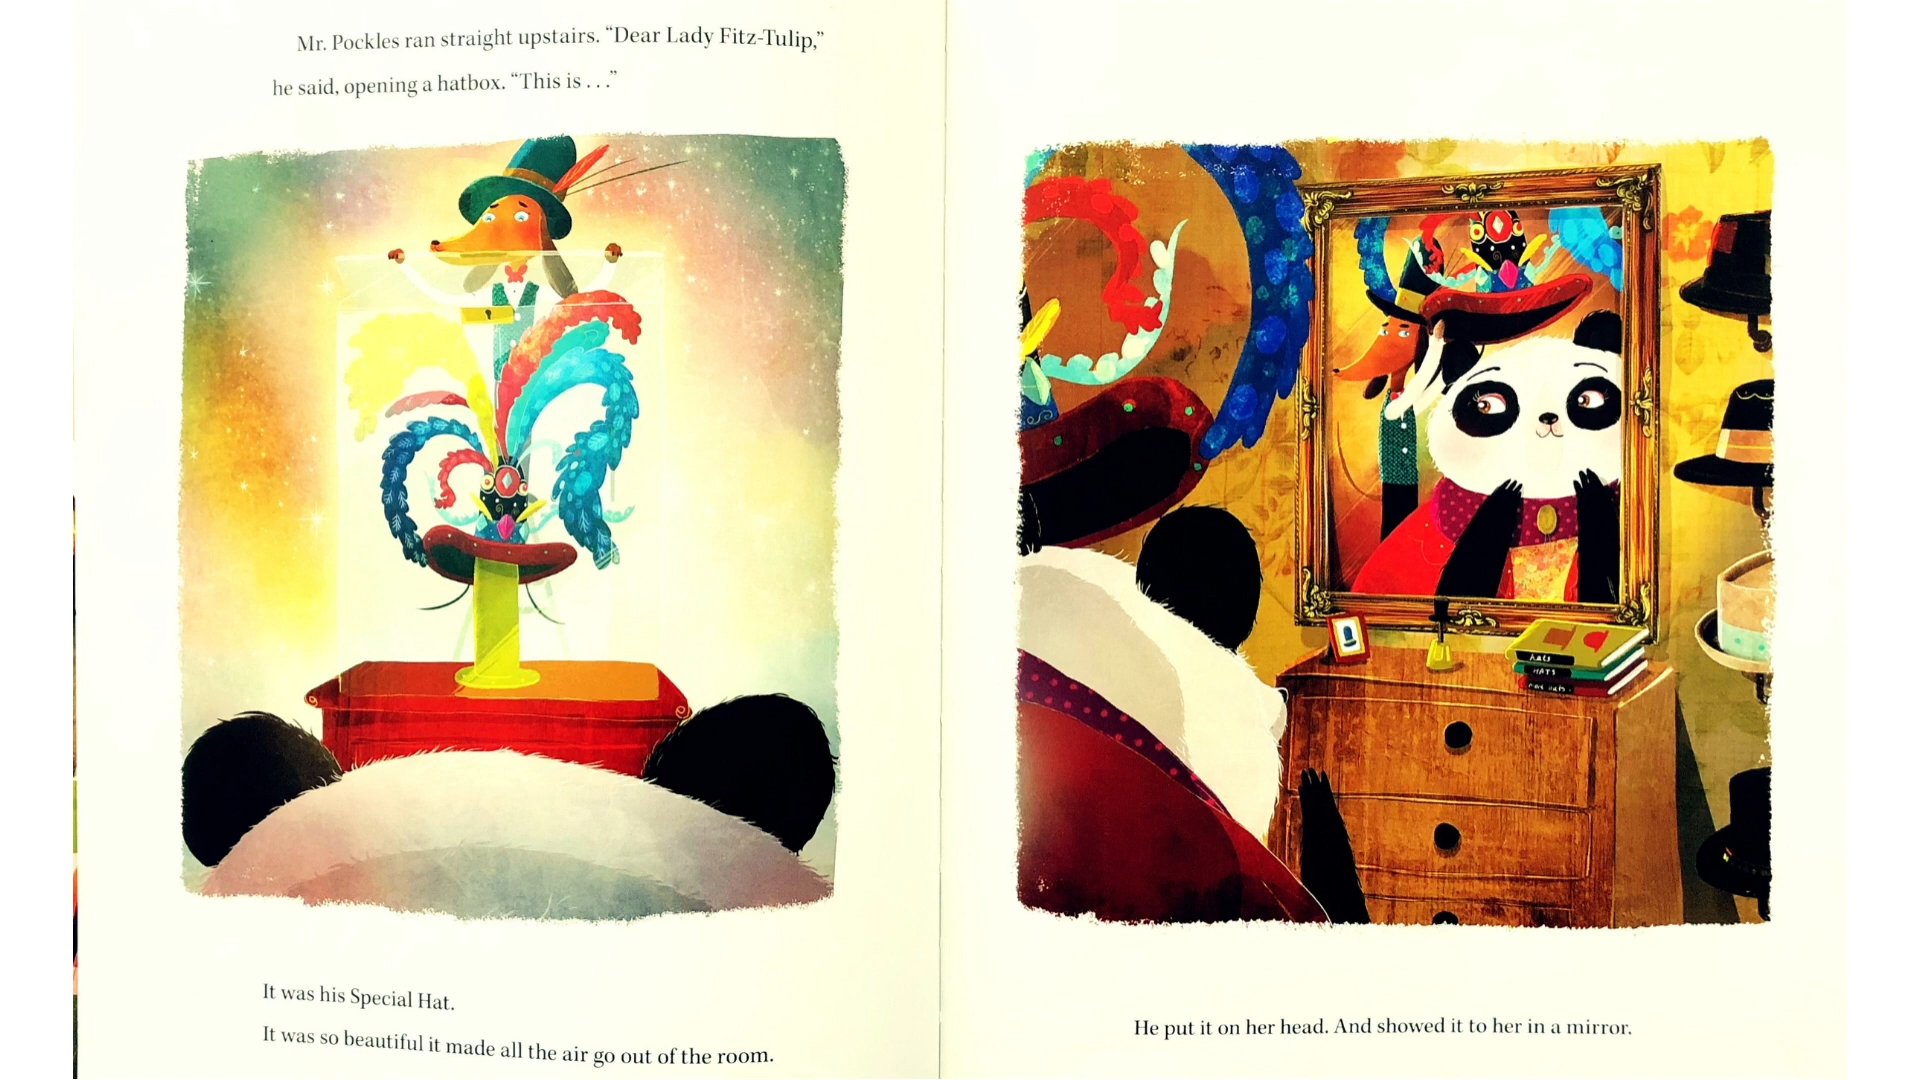 Mr. Pockles ran straight upstairs. “Dear Lady Fitz-Tulip,”
he said, opening a hatbox. “This is . . .”
It was his Special Hat.
It was so beautiful it made all the air go out of the room.
hats
HATS
He put it on her head. And showed it to her in a mirror.